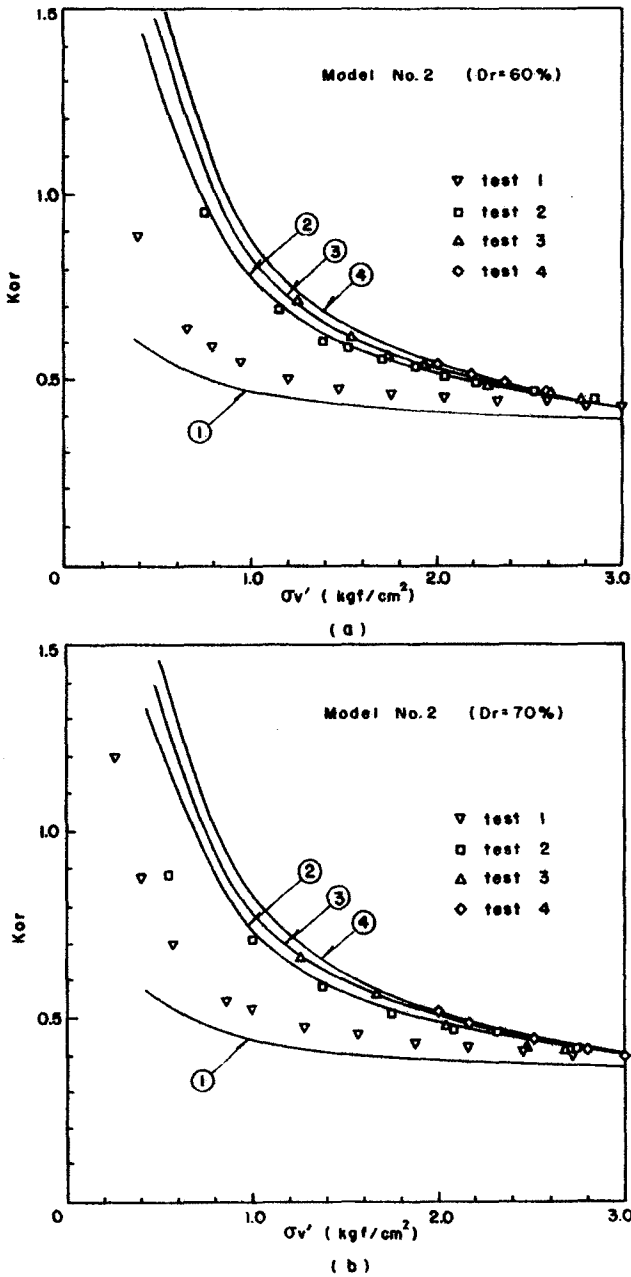 1.5
Model No. 2 (Dr=60%)
▽ test 1
□ test 2
△ test 3
◇ test 4
1.0
②
③
④
Kor
0.5
①
0
1.0
2.0
3.0
σv' ( kgf/cm²)
( a )
1.5
Model No. 2 (Dr=70%)
▽ test 1
□ test 2
△ test 3
◇ test 4
1.0
②
③
④
Kor
0.5
①
0
1.0
2.0
3.0
σv' ( kgf/cm²)
( b )